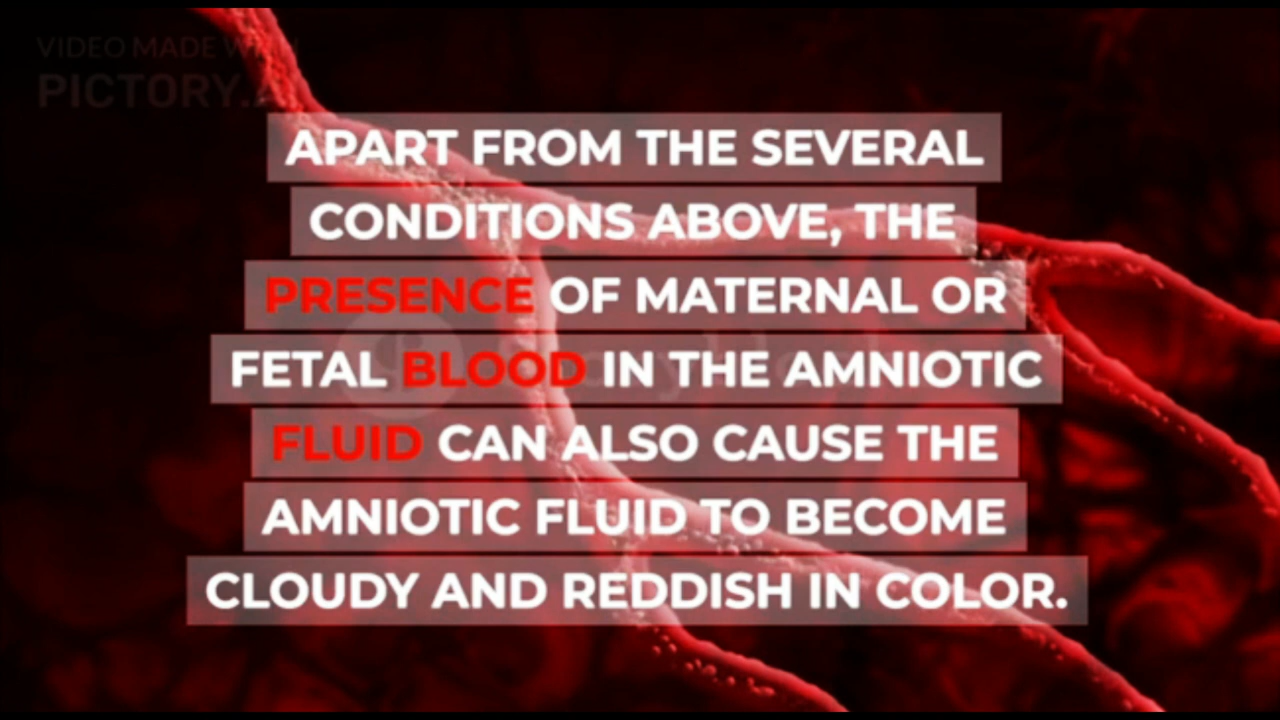 VIDEO MADE WITH
PICTORY.AI
APART FROM THE SEVERAL
CONDITIONS ABOVE, THE
PRESENCE OF MATERNAL OR
FETAL BLOOD IN THE AMNIOTIC
FLUID CAN ALSO CAUSE THE
AMNIOTIC FLUID TO BECOME
CLOUDY AND REDDISH IN COLOR.